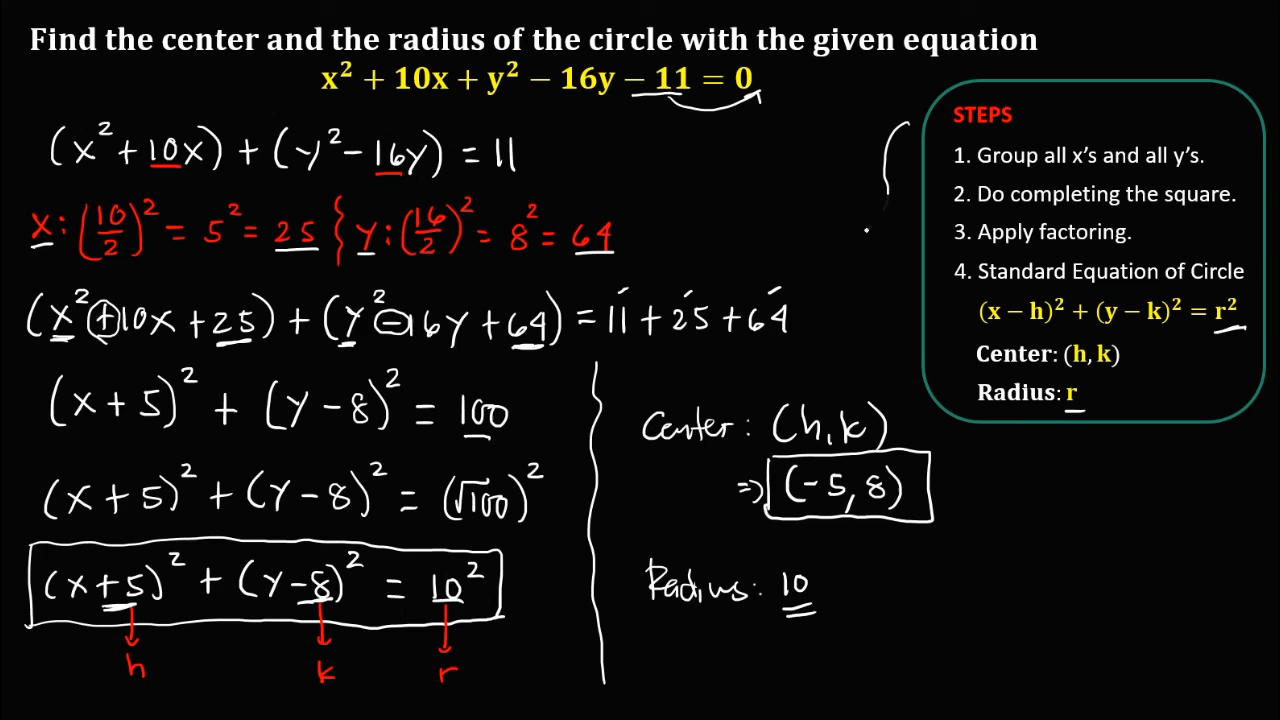 Find the center and the radius of the circle with the given equation
x² + 10x + y² − 16y − 11 = 0
(x² + 10x) + (y² − 16y) = 11
x: (10/2)² = 5² = 25 { y: (16/2)² = 8² = 64
(x² + 10x + 25) + (y² − 16y + 64) = 11 + 25 + 64
(x + 5)² + (y − 8)² = 100
(x + 5)² + (y − 8)² = (√100)²
(x + 5)² + (y − 8)² = 10²
h k r
Center: (h, k)
⇒ (−5, 8)
Radius: 10
STEPS
1. Group all x's and all y's.
2. Do completing the square.
3. Apply factoring.
4. Standard Equation of Circle
(x − h)² + (y − k)² = r²
Center: (h, k)
Radius: r